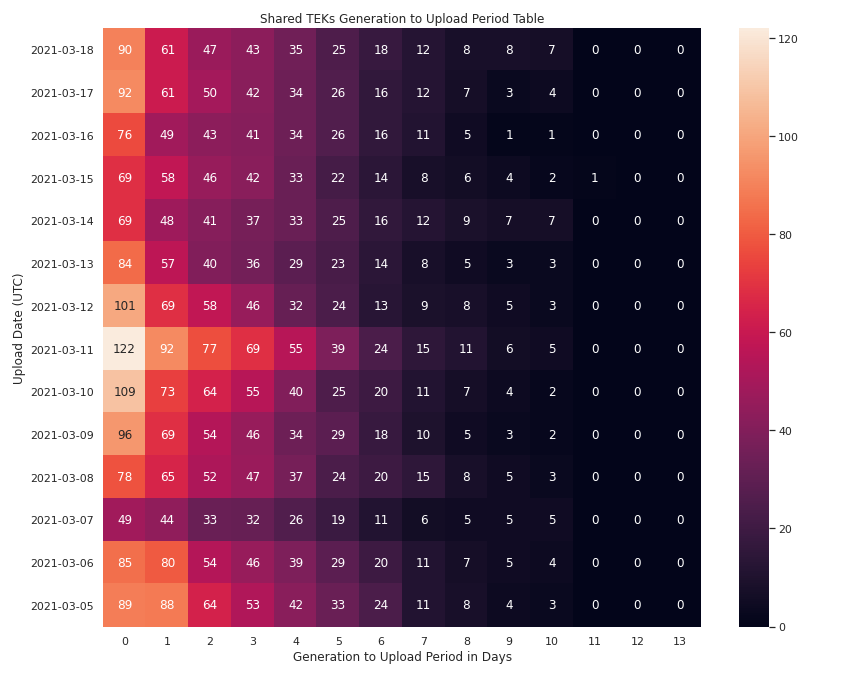 Shared TEKs Generation to Upload Period Table
2021-03-18 90 61 47 43 35 25 18 12 8 8 7 0 0 0
2021-03-17 92 61 50 42 34 26 16 12 7 3 4 0 0 0
2021-03-16 76 49 43 41 34 26 16 11 5 1 1 0 0 0
2021-03-15 69 58 46 42 33 22 14 8 6 4 2 1 0 0
2021-03-14 69 48 41 37 33 25 16 12 9 7 7 0 0 0
2021-03-13 84 57 40 36 29 23 14 8 5 3 3 0 0 0
2021-03-12 101 69 58 46 32 24 13 9 8 5 3 0 0 0
2021-03-11 122 92 77 69 55 39 24 15 11 6 5 0 0 0
2021-03-10 109 73 64 55 40 25 20 11 7 4 2 0 0 0
2021-03-09 96 69 54 46 34 29 18 10 5 3 2 0 0 0
2021-03-08 78 65 52 47 37 24 20 15 8 5 3 0 0 0
2021-03-07 49 44 33 32 26 19 11 6 5 5 5 0 0 0
2021-03-06 85 80 54 46 39 29 20 11 7 5 4 0 0 0
2021-03-05 89 88 64 53 42 33 24 11 8 4 3 0 0 0
0 1 2 3 4 5 6 7 8 9 10 11 12 13
Generation to Upload Period in Days
Upload Date (UTC)
120
100
80
60
40
20
0